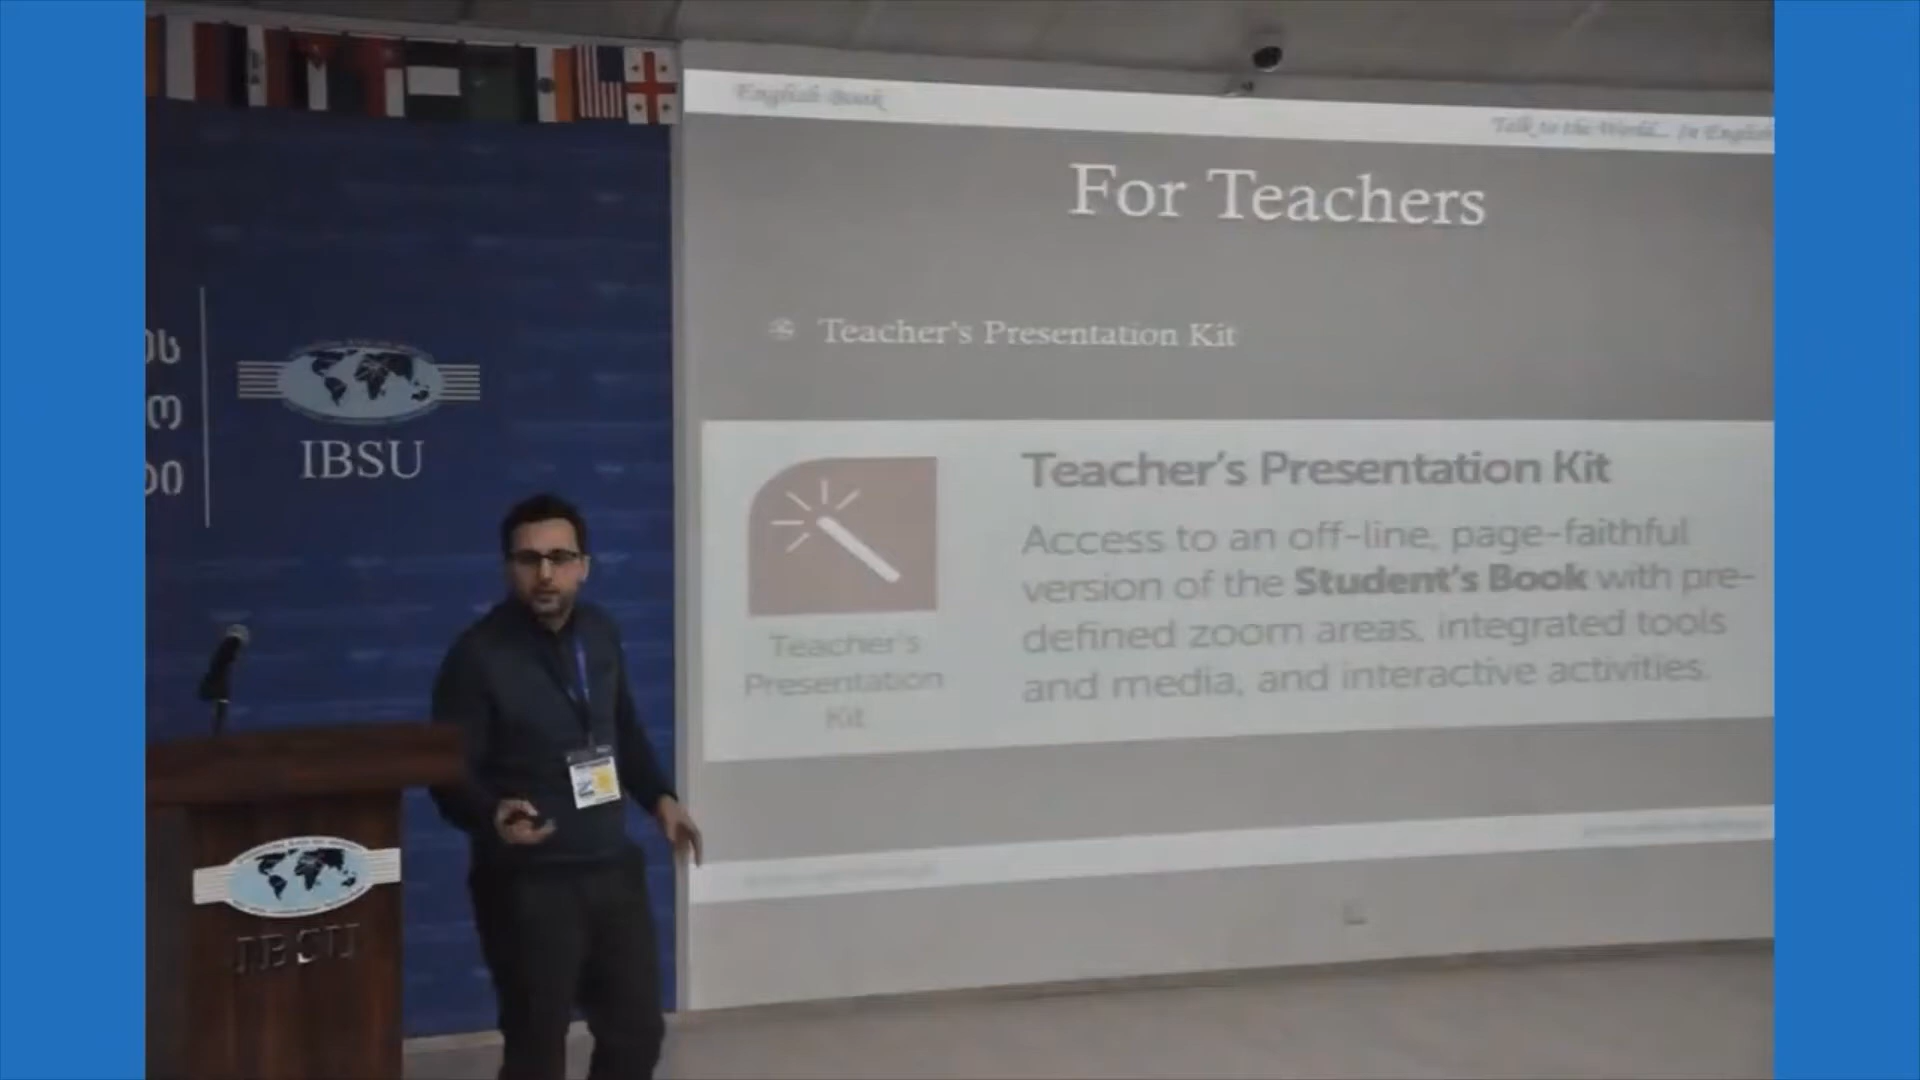 English Book
Talk to the World... In English
For Teachers
Teacher's Presentation Kit
Teacher's Presentation Kit
Access to an off-line, page-faithful
version of the Student's Book with pre-
defined zoom areas, integrated tools
and media, and interactive activities.
Teacher's
Presentation
Kit
IBSU
IBSU